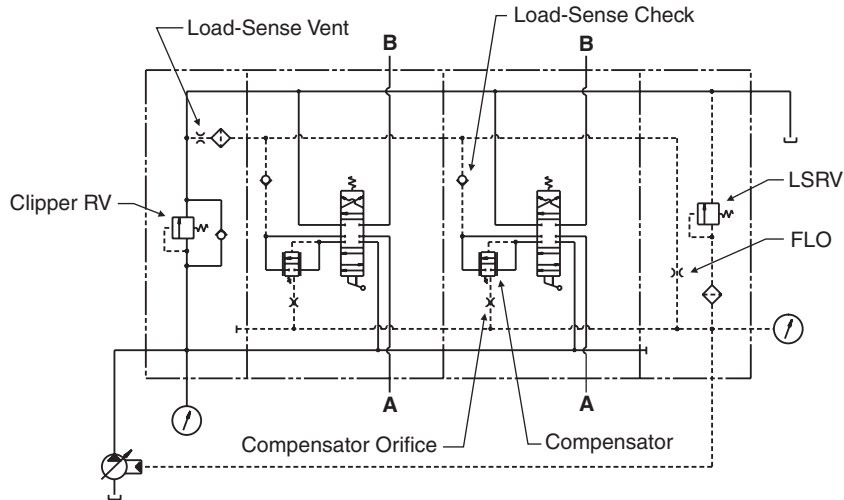 Load-Sense Vent
Load-Sense Check
B
B
Clipper RV
LSRV
FLO
A
A
Compensator Orifice
Compensator